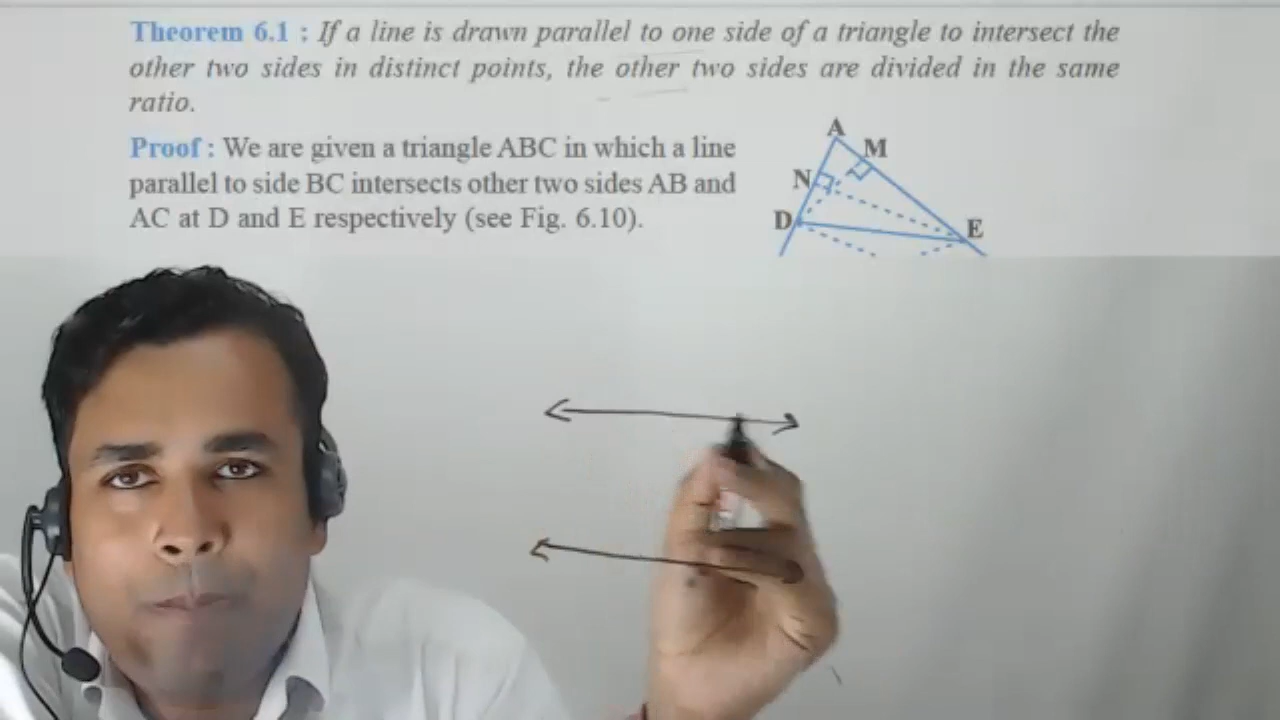 Theorem 6.1 : If a line is drawn parallel to one side of a triangle to intersect the
other two sides in distinct points, the other two sides are divided in the same
ratio.
Proof : We are given a triangle ABC in which a line
parallel to side BC intersects other two sides AB and
AC at D and E respectively (see Fig. 6.10).
A
M
N
D
E